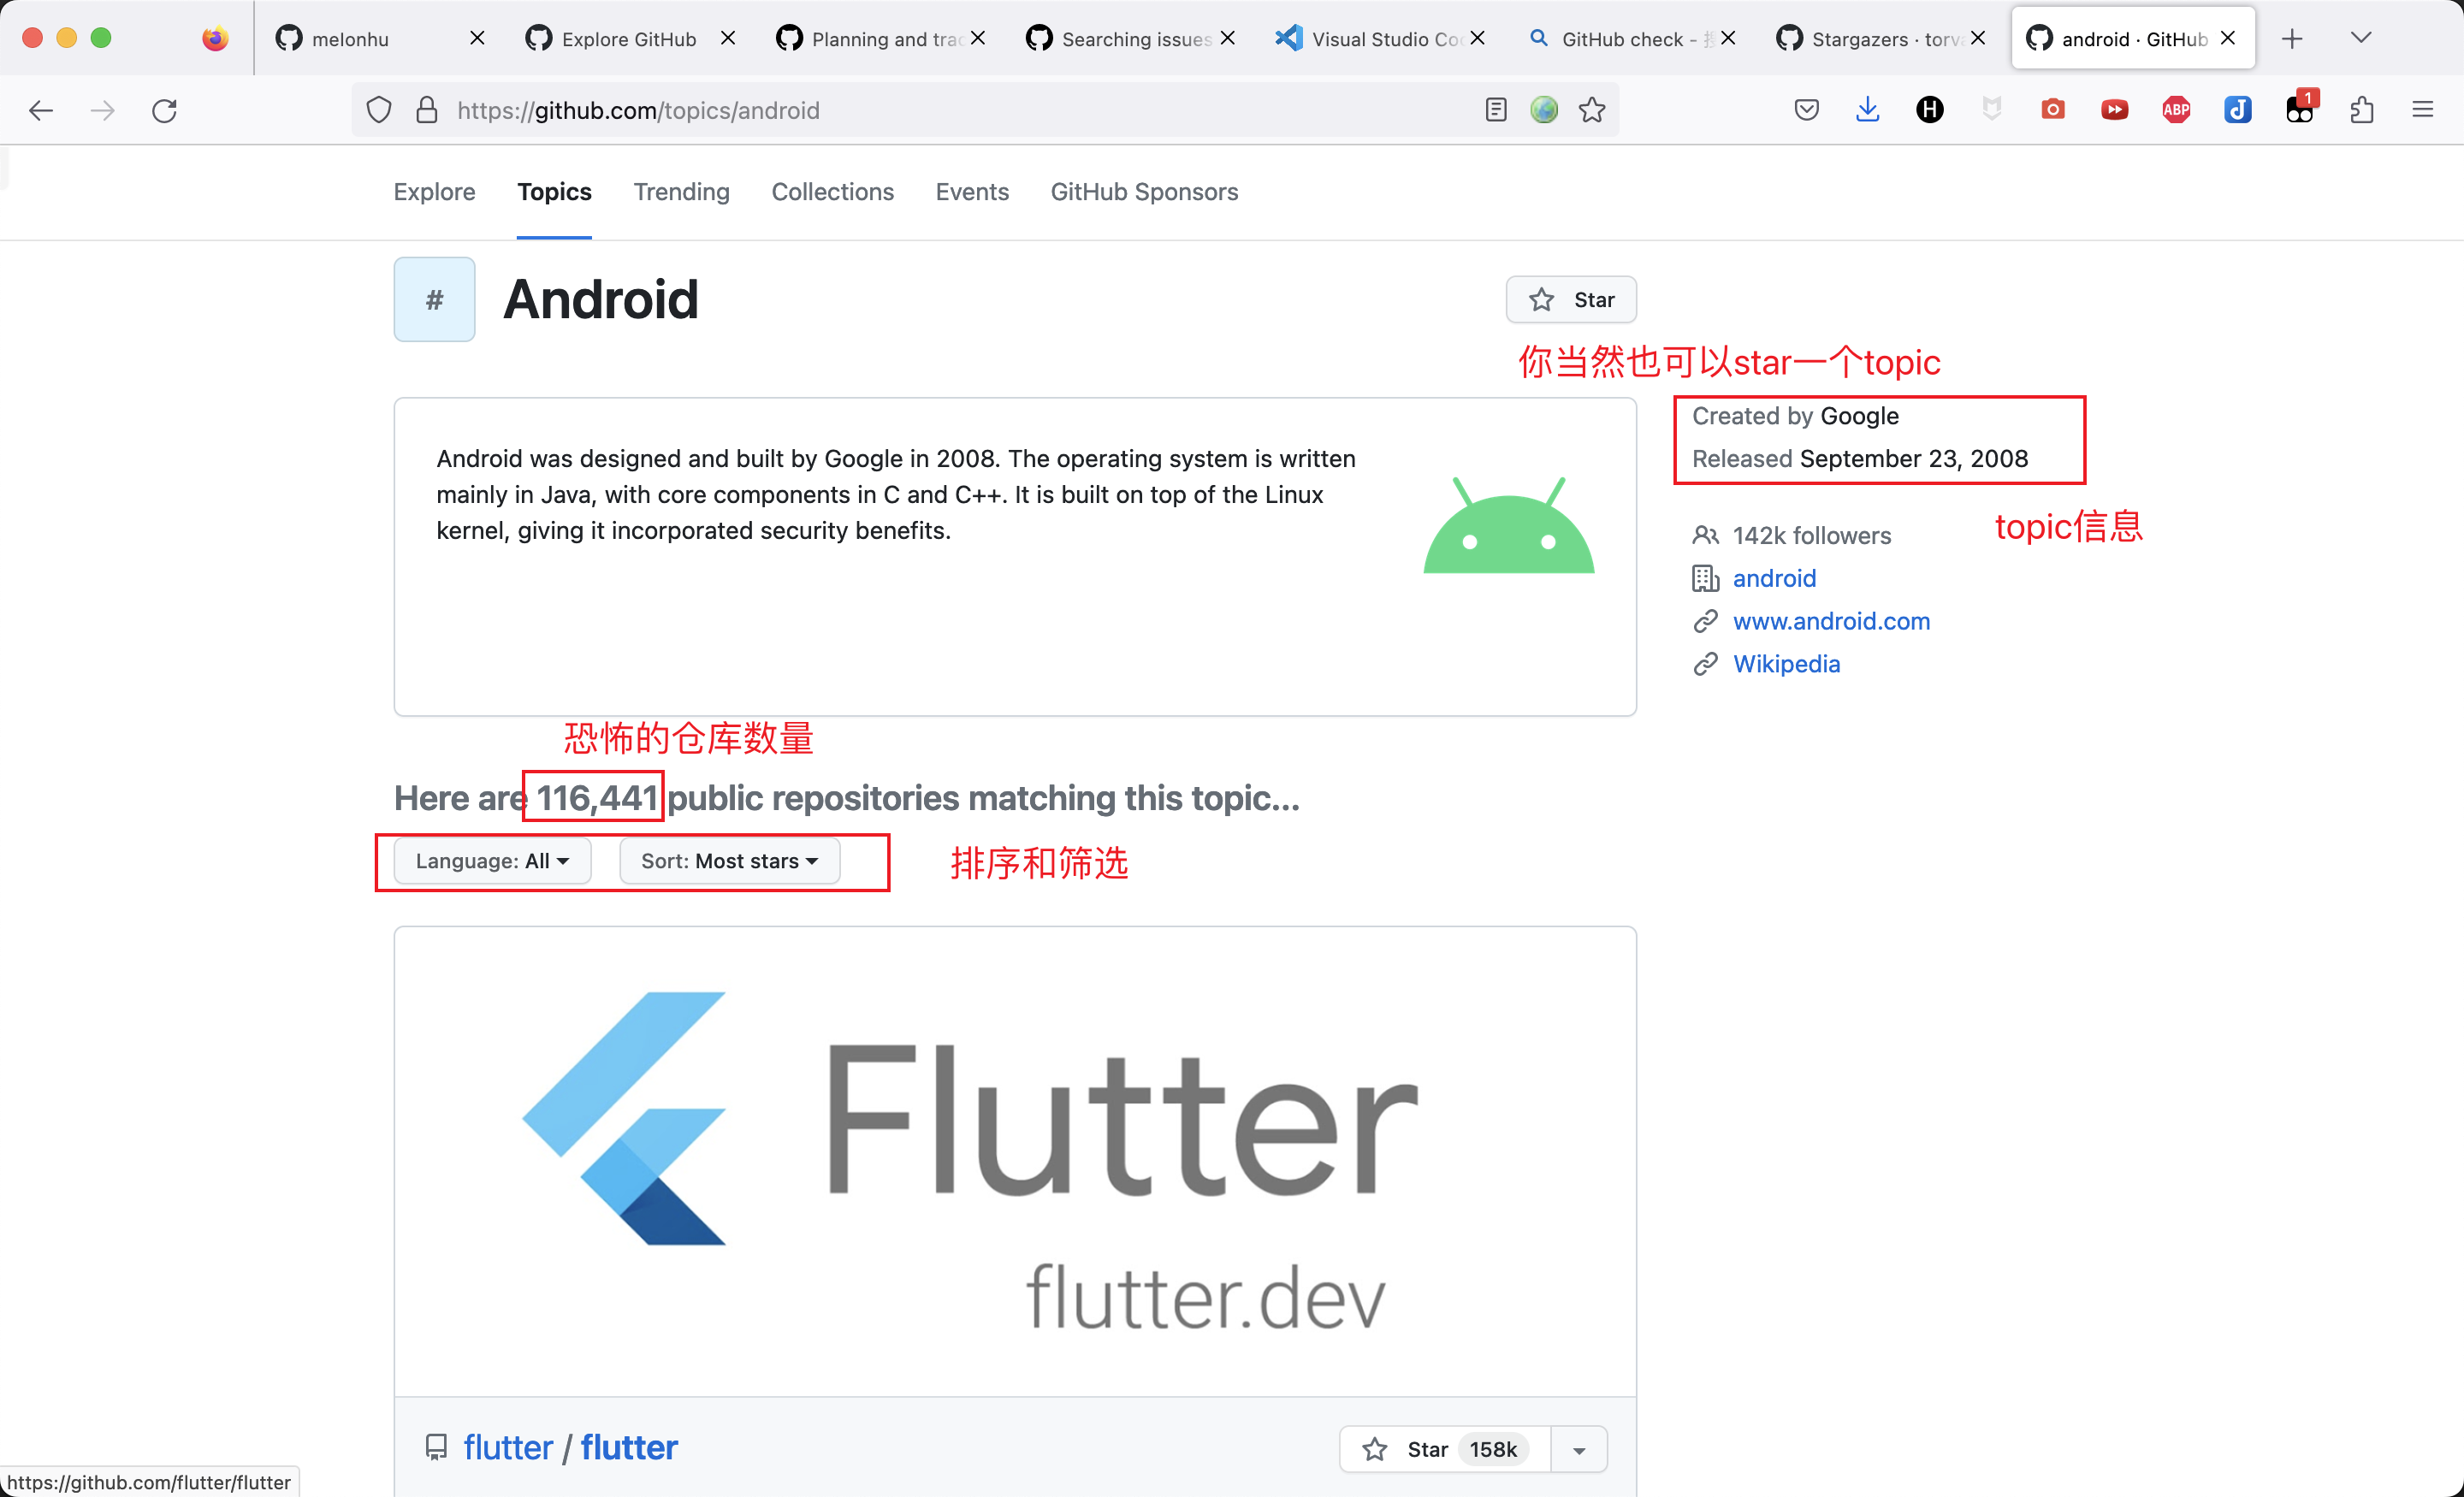 melonhu
Explore GitHub
Planning and trac
Searching issues
Visual Studio Co
GitHub check -
Stargazers · torv
android · GitHub
https://github.com/topics/android
H
ABP
J
1
Explore
Topics
Trending
Collections
Events
GitHub Sponsors
#
Android
Star
你当然也可以star一个topic
Android was designed and built by Google in 2008. The operating system is written
mainly in Java, with core components in C and C++. It is built on top of the Linux
kernel, giving it incorporated security benefits.
Created by Google
Released September 23, 2008
topic信息
142k followers
android
www.android.com
Wikipedia
恐怖的仓库数量
Here are 116,441 public repositories matching this topic...
Language: All
Sort: Most stars
排序和筛选
Flutter
flutter.dev
flutter / flutter
Star 158k
https://github.com/flutter/flutter